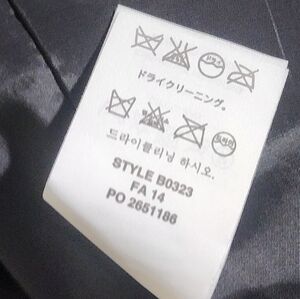 ドライクリーニング。
드라이클리닝 하시오.
STYLE B0323
FA 14
PO 2651186